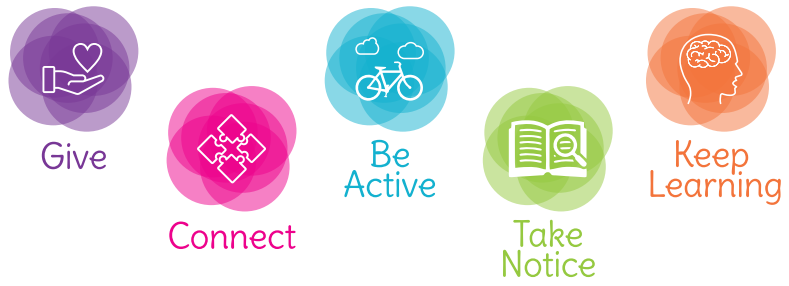 Give
Connect
Be
Active
Take
Notice
Keep
Learning